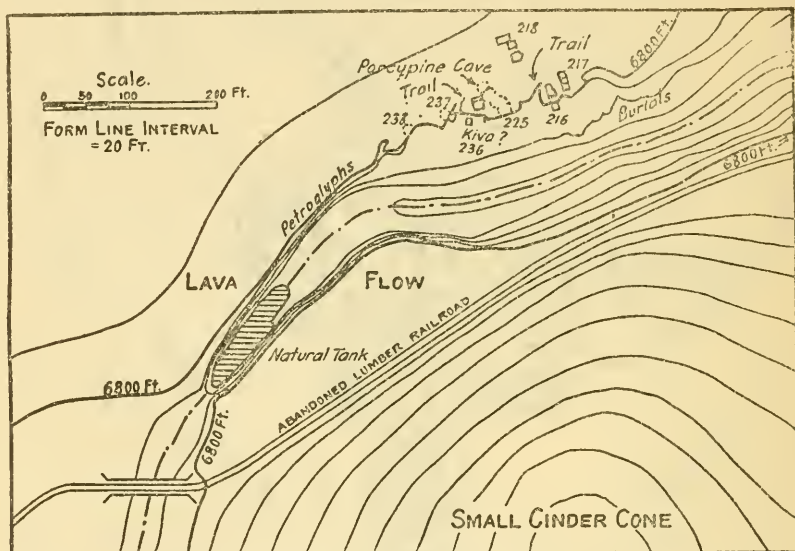 Scale.
0 50 100 200 Ft.
FORM LINE INTERVAL
= 20 FT.
218
Trail
Porcypine Cave
217
6800 Ft.
Trail
237
238
225
216
Burials
Kiva ?
236
Petroglyphs
6800 Ft.
LAVA
FLOW
Natural Tank
ABANDONED LUMBER RAILROAD
6800 Ft.
6800 Ft.
SMALL CINDER CONE